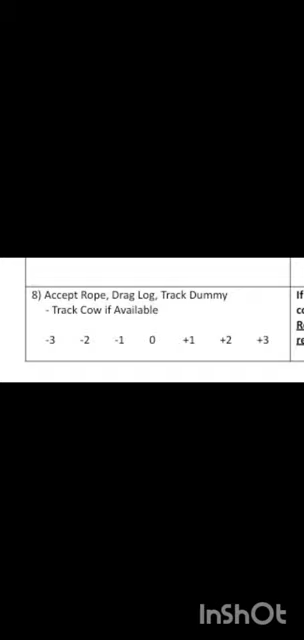 8) Accept Rope, Drag Log, Track Dummy
- Track Cow if Available
-3 -2 -1 0 +1 +2 +3
If
InShOt